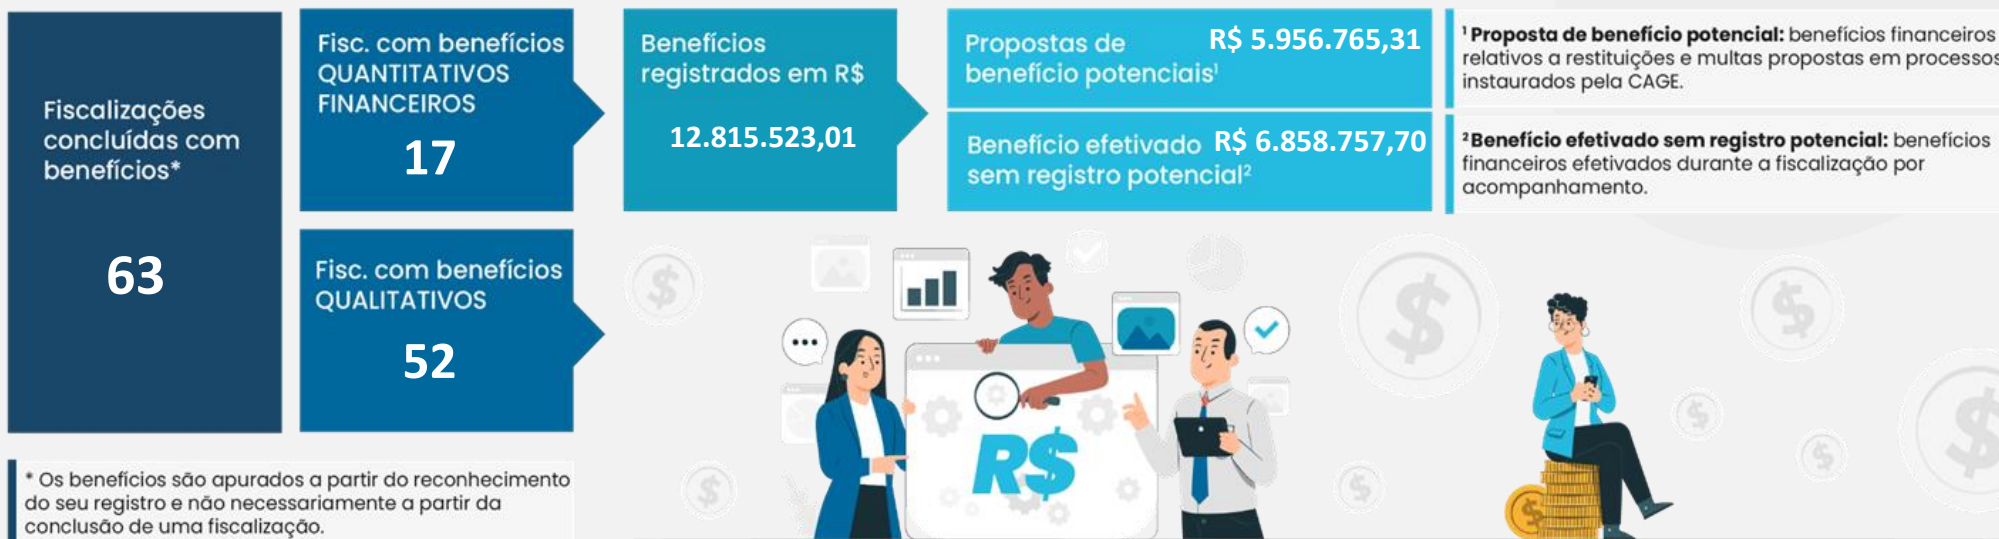 Fiscalizações
concluídas com
benefícios*
63
Fisc. com benefícios
QUANTITATIVOS
FINANCEIROS
17
Fisc. com benefícios
QUALITATIVOS
52
Benefícios
registrados em R$
12.815.523,01
Propostas de
benefício potenciais¹
R$ 5.956.765,31
Benefício efetivado
sem registro potencial²
R$ 6.858.757,70
¹ Proposta de benefício potencial: benefícios financeiros
relativos a restituições e multas propostas em processos
instaurados pela CAGE.
² Benefício efetivado sem registro potencial: benefícios
financeiros efetivados durante a fiscalização por
acompanhamento.
R$
* Os benefícios são apurados a partir do reconhecimento
do seu registro e não necessariamente a partir da
conclusão de uma fiscalização.